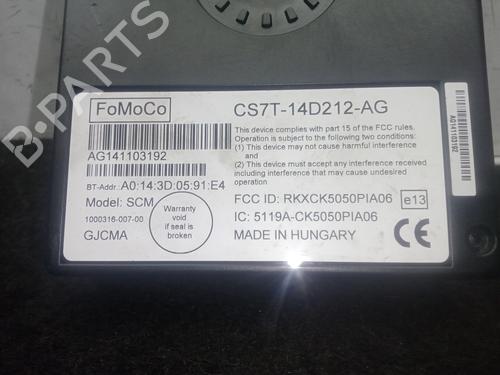 B-PARTS
FoMoCo
CS7T-14D212-AG
This device complies with part 15 of the FCC rules.
Operation is subject to the following two conditions:
(1) This device may not cause harmful interference
and
(2) This device must accept any interference received
including interference that may cause undesired
operation
AG141103192
AG141103192
BT-Addr. A0:14:3D:05:91:E4
Model: SCM
1000316-007-00
GJCMA
Warranty
void
if seal is
broken
FCC ID: RKXCK5050PIA06
e13
IC: 5119A-CK5050PIA06
MADE IN HUNGARY
CE